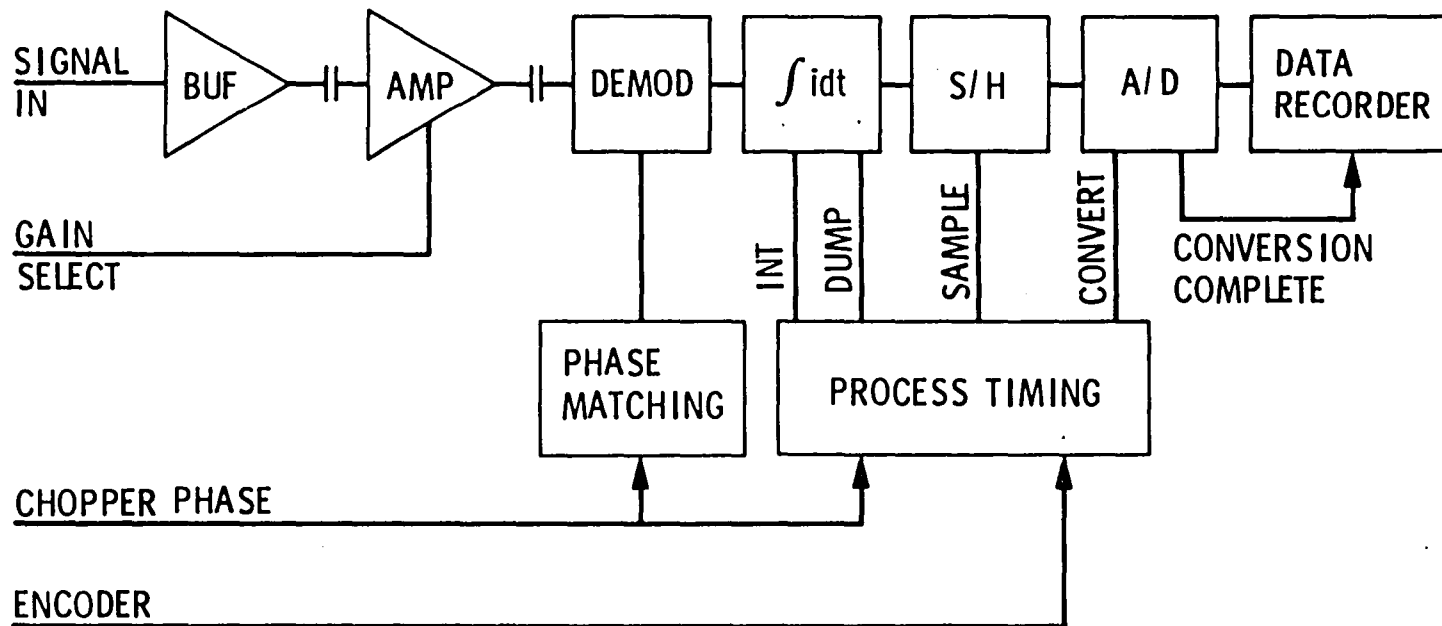 SIGNAL
IN
BUF
AMP
DEMOD
∫idt
S/H
A/D
DATA
RECORDER
GAIN
SELECT
INT
DUMP
SAMPLE
CONVERT
CONVERSION
COMPLETE
PHASE
MATCHING
PROCESS TIMING
CHOPPER PHASE
ENCODER